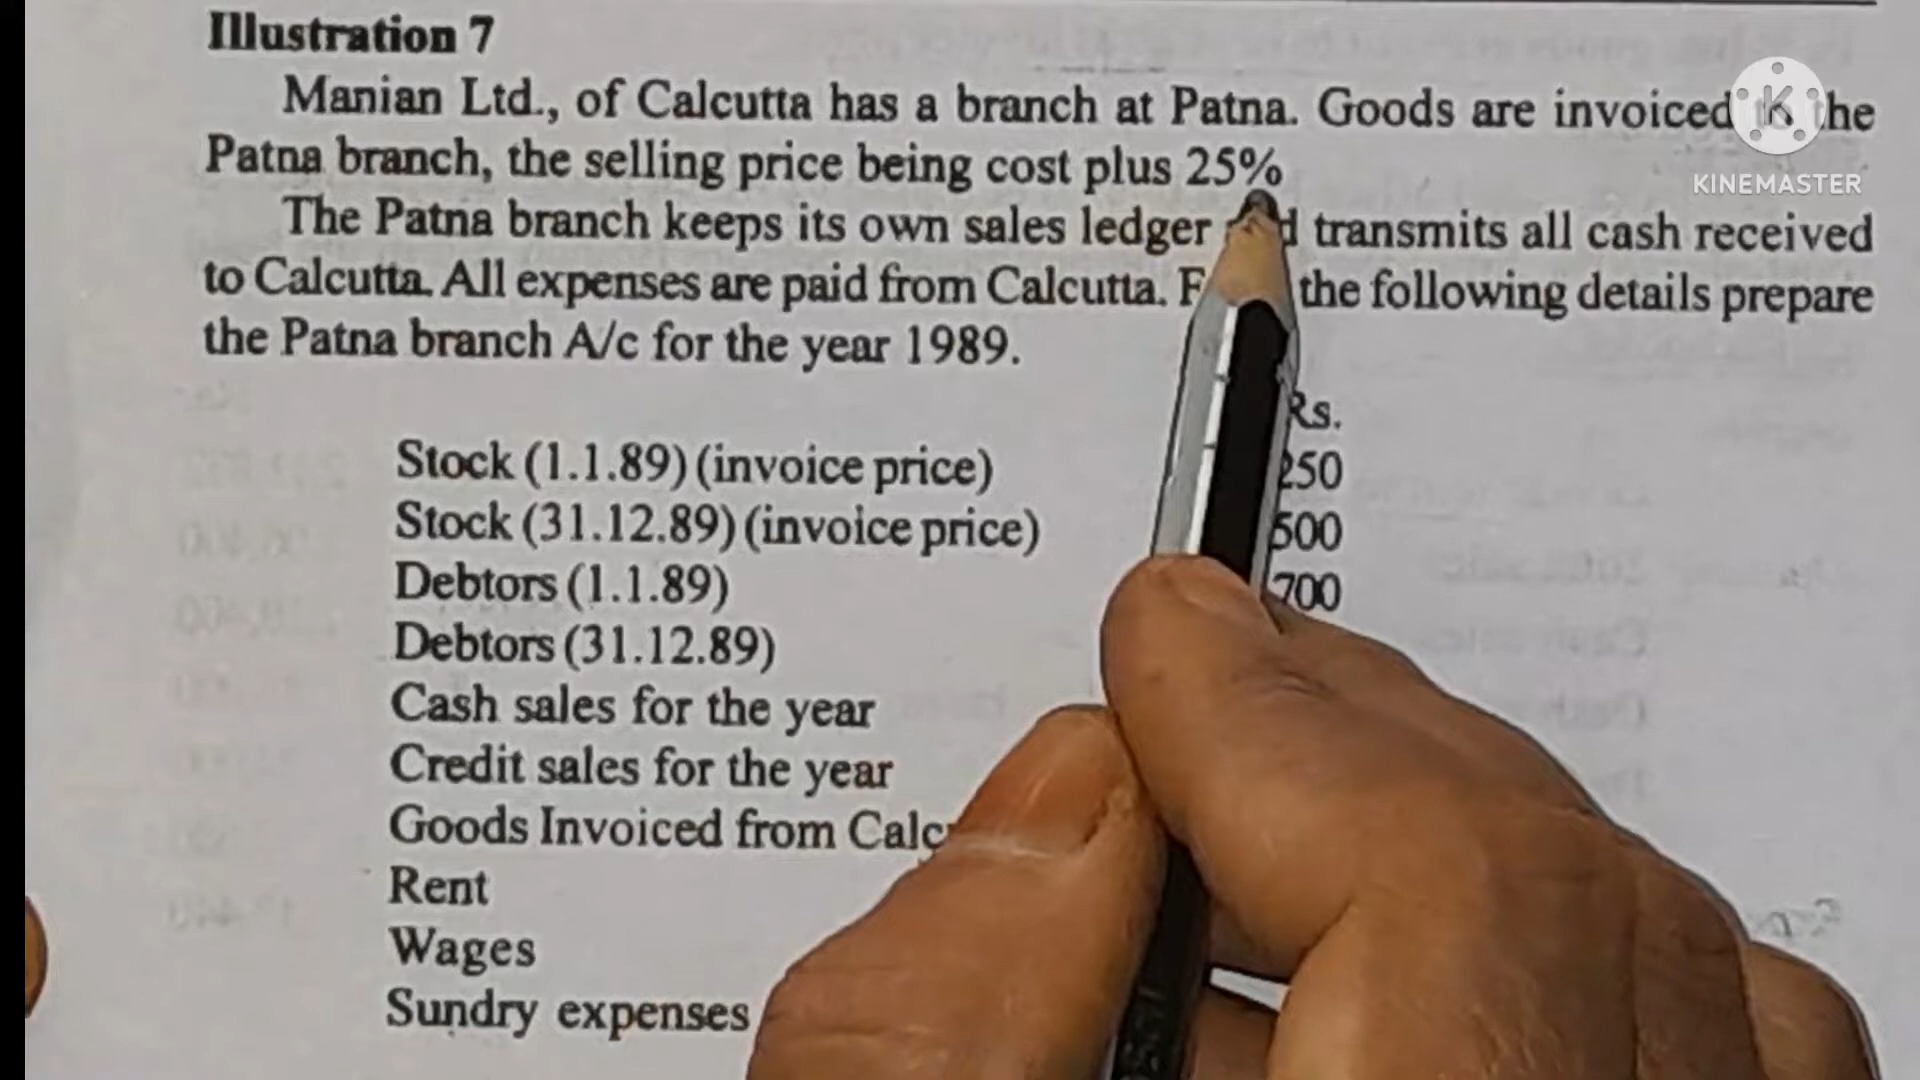 Illustration 7
Manian Ltd., of Calcutta has a branch at Patna. Goods are invoiced to the
Patna branch, the selling price being cost plus 25%
The Patna branch keeps its own sales ledger transmits all cash received
to Calcutta. All expenses are paid from Calcutta. the following details prepare
the Patna branch A/c for the year 1989.
Rs.
Stock (1.1.89) (invoice price)
Stock (31.12.89) (invoice price)
Debtors (1.1.89)
Debtors (31.12.89)
Cash sales for the year
Credit sales for the year
Goods Invoiced from
Rent
Wages
Sundry expenses
K
KINEMASTER